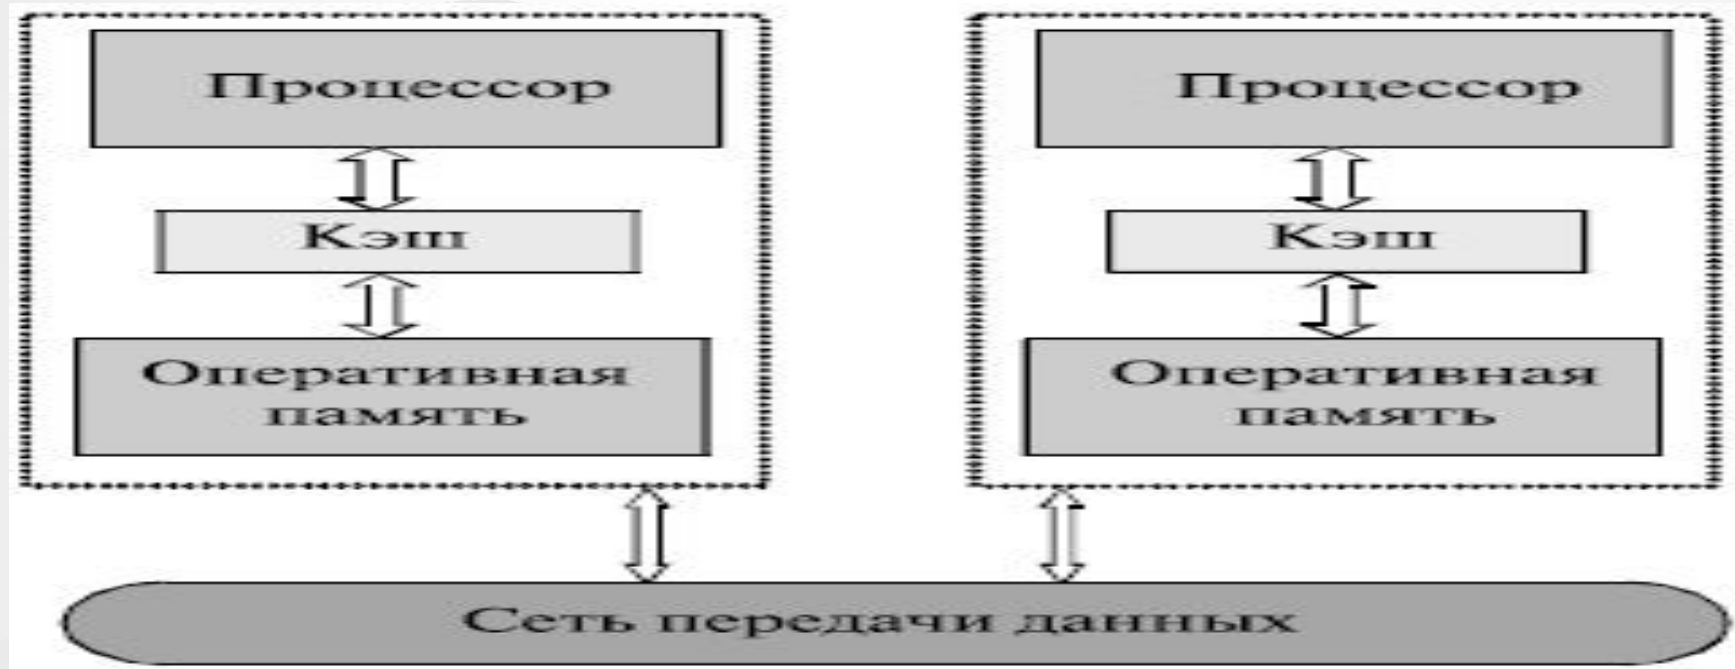 Процессор
Кэш
Оперативная
память
Процессор
Кэш
Оперативная
память
Сеть передачи данных